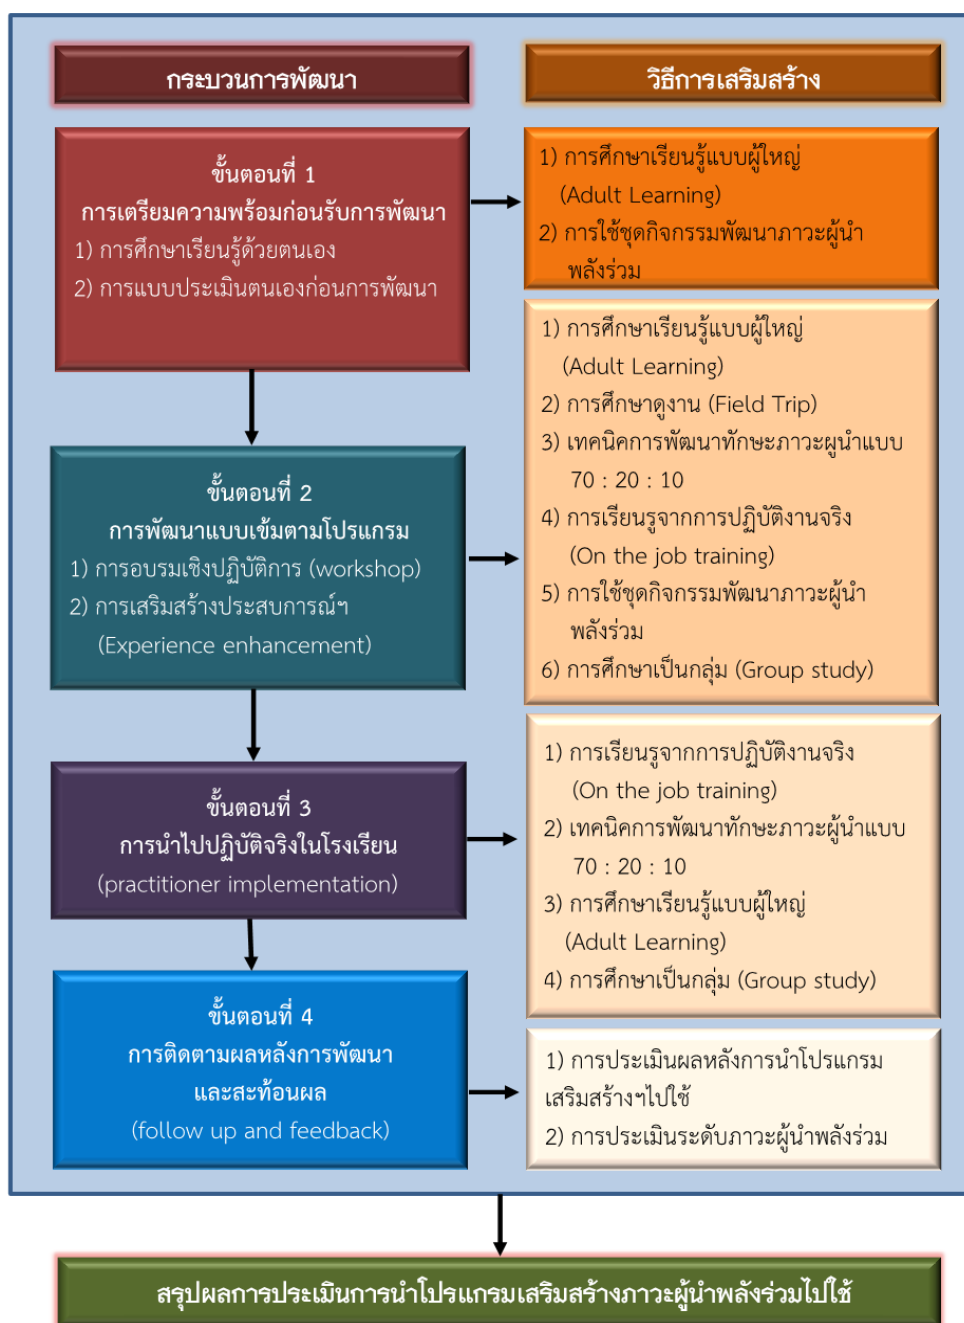 กระบวนการพัฒนา
วิธีการเสริมสร้าง
ขั้นตอนที่ 1
การเตรียมความพร้อมก่อนรับการพัฒนา
1) การศึกษาเรียนรู้ด้วยตนเอง
2) การแบบประเมินตนเองก่อนการพัฒนา
1) การศึกษาเรียนรู้แบบผู้ใหญ่
(Adult Learning)
2) การใช้ชุดกิจกรรมพัฒนาภาวะผู้นำ
พลังร่วม
ขั้นตอนที่ 2
การพัฒนาแบบเข้มตามโปรแกรม
1) การอบรมเชิงปฏิบัติการ (workshop)
2) การเสริมสร้างประสบการณ์ฯ
(Experience enhancement)
1) การศึกษาเรียนรู้แบบผู้ใหญ่
(Adult Learning)
2) การศึกษาดูงาน (Field Trip)
3) เทคนิคการพัฒนาทักษะภาวะผูนำแบบ
70 : 20 : 10
4) การเรียนรูจากการปฏิบัติงานจริง
(On the job training)
5) การใช้ชุดกิจกรรมพัฒนาภาวะผู้นำ
พลังร่วม
6) การศึกษาเป็นกลุ่ม (Group study)
ขั้นตอนที่ 3
การนำไปปฏิบัติจริงในโรงเรียน
(practitioner implementation)
1) การเรียนรูจากการปฏิบัติงานจริง
(On the job training)
2) เทคนิคการพัฒนาทักษะภาวะผู้นำแบบ
70 : 20 : 10
3) การศึกษาเรียนรู้แบบผู้ใหญ่
(Adult Learning)
4) การศึกษาเป็นกลุ่ม (Group study)
ขั้นตอนที่ 4
การติดตามผลหลังการพัฒนา
และสะท้อนผล
(follow up and feedback)
1) การประเมินผลหลังการนำโปรแกรม
เสริมสร้างฯไปใช้
2) การประเมินระดับภาวะผู้นำพลังร่วม
สรุปผลการประเมินการนำโปรแกรมเสริมสร้างภาวะผู้นำพลังร่วมไปใช้